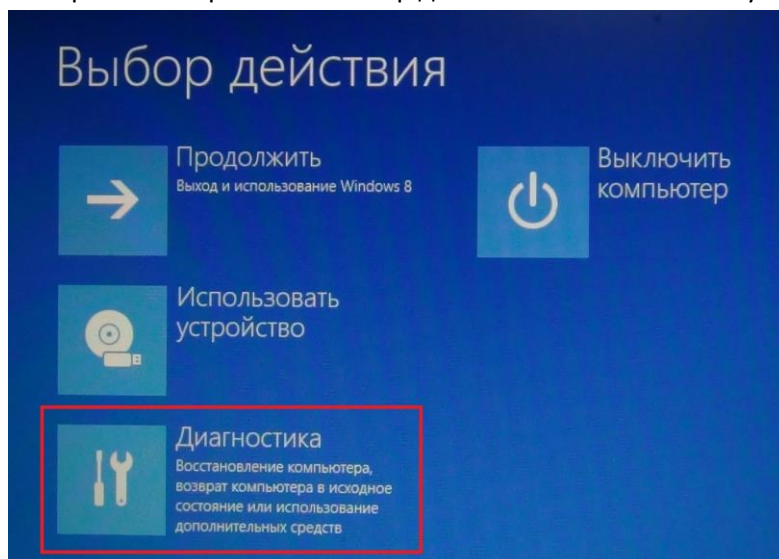 Выбор действия
Продолжить
Выход и использование Windows 8
Выключить
компьютер
Использовать
устройство
Диагностика
Восстановление компьютера,
возврат компьютера в исходное
состояние или использование
дополнительных средств